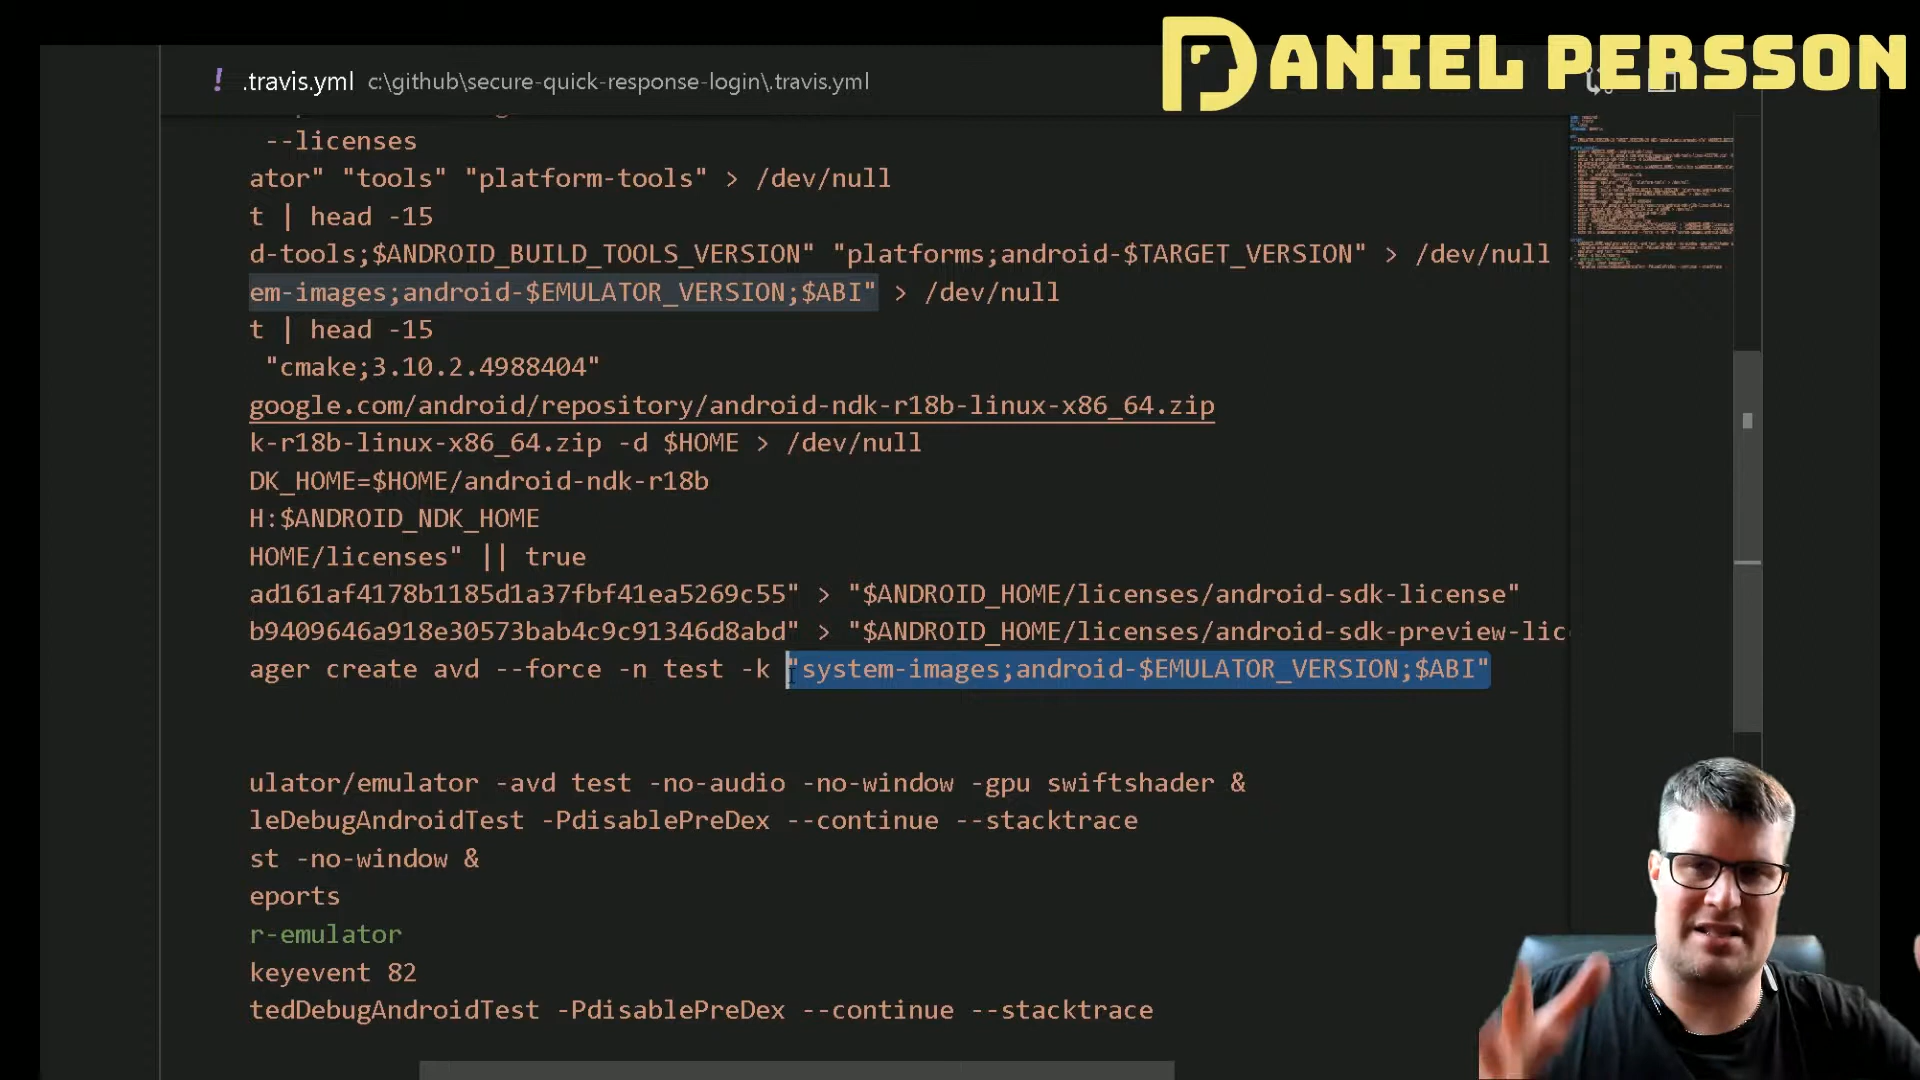 DANIEL PERSSON
! .travis.yml c:\github\secure-quick-response-login\.travis.yml
--licenses
ator" "tools" "platform-tools" > /dev/null
t | head -15
d-tools;$ANDROID_BUILD_TOOLS_VERSION" "platforms;android-$TARGET_VERSION" > /dev/null
em-images;android-$EMULATOR_VERSION;$ABI" > /dev/null
t | head -15
"cmake;3.10.2.4988404"
google.com/android/repository/android-ndk-r18b-linux-x86_64.zip
k-r18b-linux-x86_64.zip -d $HOME > /dev/null
DK_HOME=$HOME/android-ndk-r18b
H:$ANDROID_NDK_HOME
HOME/licenses" || true
ad161af4178b1185d1a37fbf41ea5269c55" > "$ANDROID_HOME/licenses/android-sdk-license"
b9409646a918e30573bab4c9c91346d8abd" > "$ANDROID_HOME/licenses/android-sdk-preview-lic
ager create avd --force -n test -k "system-images;android-$EMULATOR_VERSION;$ABI"
ulator/emulator -avd test -no-audio -no-window -gpu swiftshader &
leDebugAndroidTest -PdisablePreDex --continue --stacktrace
st -no-window &
eports
r-emulator
keyevent 82
tedDebugAndroidTest -PdisablePreDex --continue --stacktrace